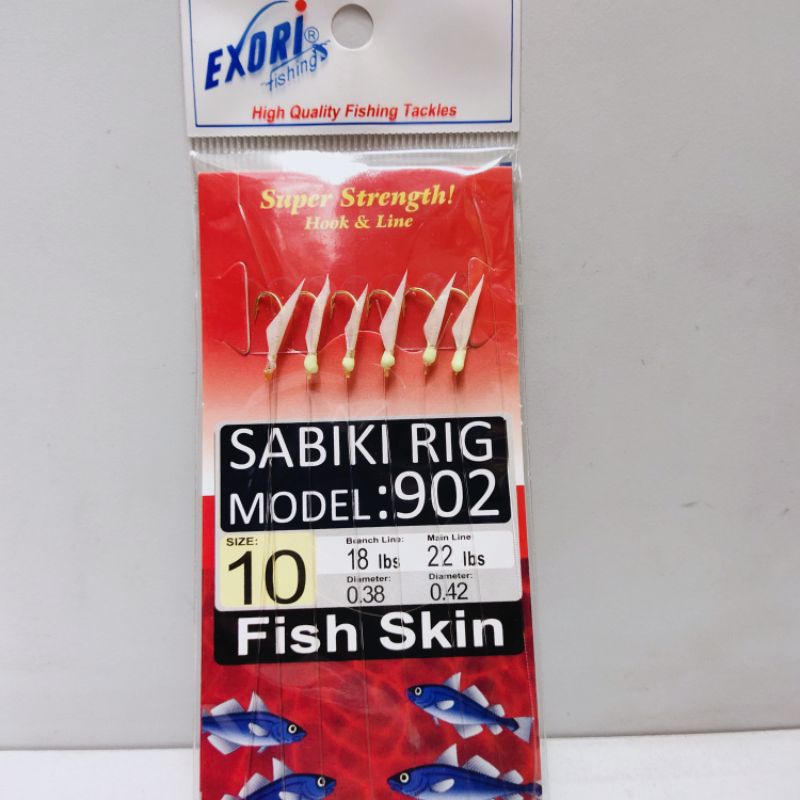 EXORI®
fishings
High Quality Fishing Tackles
Super Strength!
Hook & Line
SABIKI RIG
MODEL:902
SIZE:
10
Branch Line:
18 lbs
Diameter:
0.38
Main Line
22 lbs
Diameter:
0.42
Fish Skin